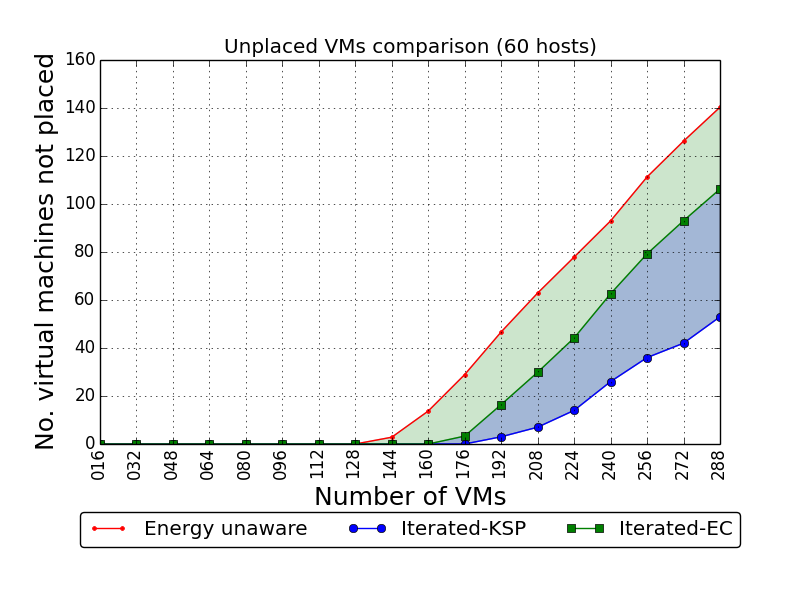 Unplaced VMs comparison (60 hosts)
No. virtual machines not placed
160
140
120
100
80
60
40
20
0
016 032 048 064 080 096 112 128 144 160 176 192 208 224 240 256 272 288
Number of VMs
Energy unaware Iterated-KSP Iterated-EC